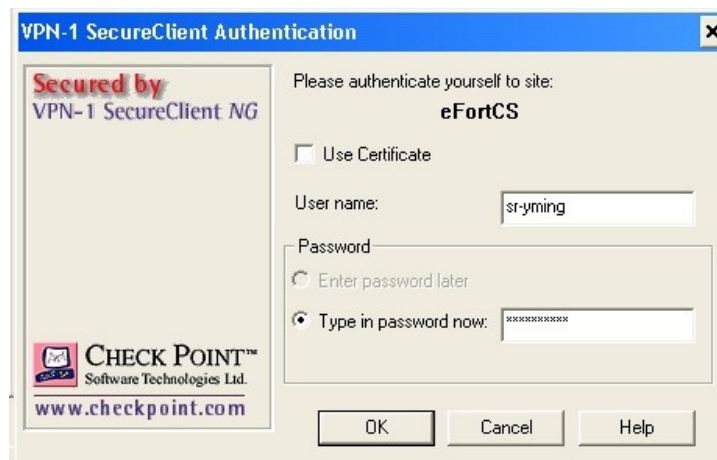 VPN-1 SecureClient Authentication
Secured by
VPN-1 SecureClient NG
Please authenticate yourself to site:
eFortCS
Use Certificate
User name:
sr-yming
Password
Enter password later
Type in password now:
xxxxxxxxxx
CHECK POINT™
Software Technologies Ltd.
www.checkpoint.com
OK
Cancel
Help